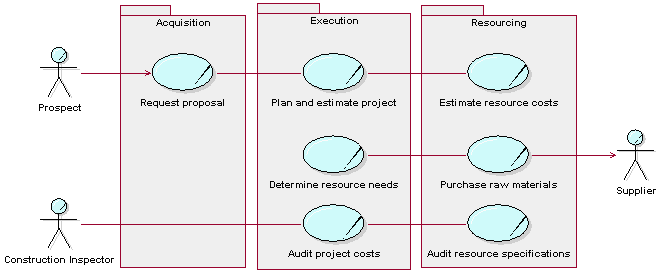 Acquisition
Execution
Resourcing
Prospect
Request proposal
Plan and estimate project
Estimate resource costs
Determine resource needs
Purchase raw materials
Supplier
Construction Inspector
Audit project costs
Audit resource specifications